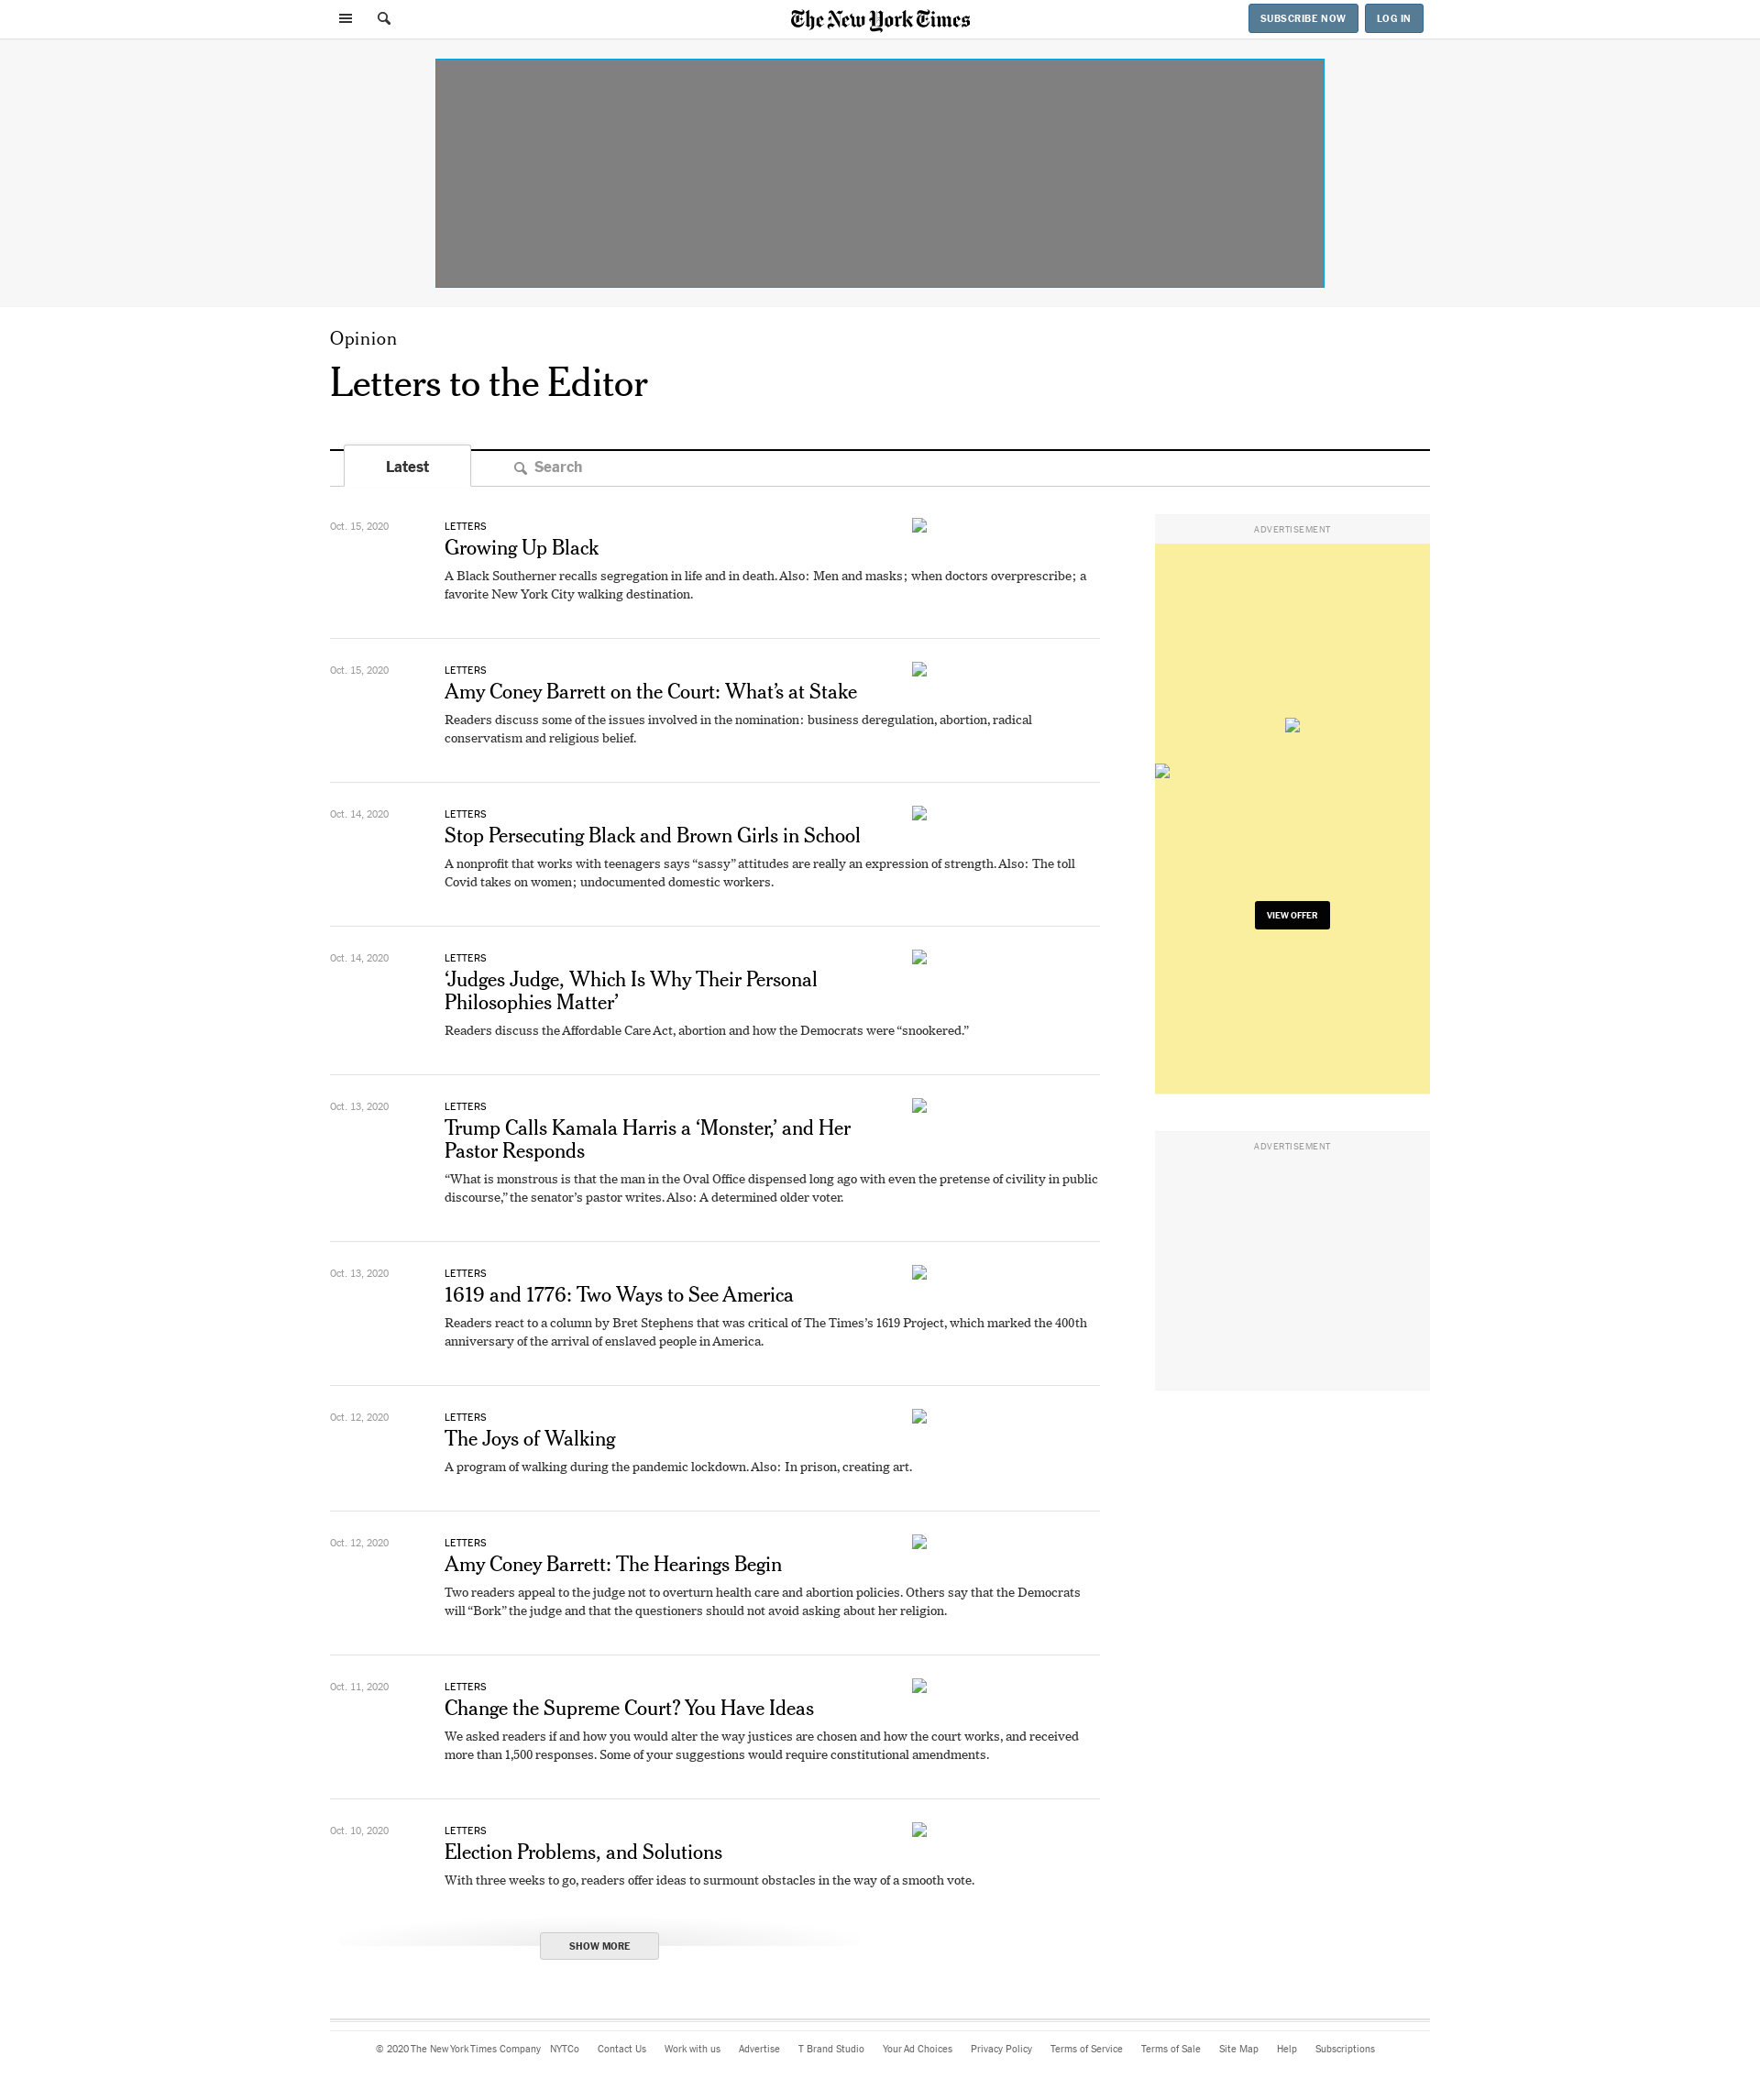 The New York Times
SUBSCRIBE NOW
LOG IN
Opinion
Letters to the Editor
Latest
Search
Oct. 15, 2020
LETTERS
Growing Up Black
A Black Southerner recalls segregation in life and in death. Also: Men and masks; when doctors overprescribe; a
favorite New York City walking destination.
Oct. 15, 2020
LETTERS
Amy Coney Barrett on the Court: What’s at Stake
Readers discuss some of the issues involved in the nomination: business deregulation, abortion, radical
conservatism and religious belief.
Oct. 14, 2020
LETTERS
Stop Persecuting Black and Brown Girls in School
A nonprofit that works with teenagers says “sassy” attitudes are really an expression of strength. Also: The toll
Covid takes on women; undocumented domestic workers.
Oct. 14, 2020
LETTERS
‘Judges Judge, Which Is Why Their Personal
Philosophies Matter’
Readers discuss the Affordable Care Act, abortion and how the Democrats were “snookered.”
Oct. 13, 2020
LETTERS
Trump Calls Kamala Harris a ‘Monster,’ and Her
Pastor Responds
“What is monstrous is that the man in the Oval Office dispensed long ago with even the pretense of civility in public
discourse,” the senator’s pastor writes. Also: A determined older voter.
Oct. 13, 2020
LETTERS
1619 and 1776: Two Ways to See America
Readers react to a column by Bret Stephens that was critical of The Times’s 1619 Project, which marked the 400th
anniversary of the arrival of enslaved people in America.
Oct. 12, 2020
LETTERS
The Joys of Walking
A program of walking during the pandemic lockdown. Also: In prison, creating art.
Oct. 12, 2020
LETTERS
Amy Coney Barrett: The Hearings Begin
Two readers appeal to the judge not to overturn health care and abortion policies. Others say that the Democrats
will “Bork” the judge and that the questioners should not avoid asking about her religion.
Oct. 11, 2020
LETTERS
Change the Supreme Court? You Have Ideas
We asked readers if and how you would alter the way justices are chosen and how the court works, and received
more than 1,500 responses. Some of your suggestions would require constitutional amendments.
Oct. 10, 2020
LETTERS
Election Problems, and Solutions
With three weeks to go, readers offer ideas to surmount obstacles in the way of a smooth vote.
SHOW MORE
ADVERTISEMENT
VIEW OFFER
ADVERTISEMENT
© 2020 The New York Times Company NYTCo Contact Us Work with us Advertise T Brand Studio Your Ad Choices Privacy Policy Terms of Service Terms of Sale Site Map Help Subscriptions